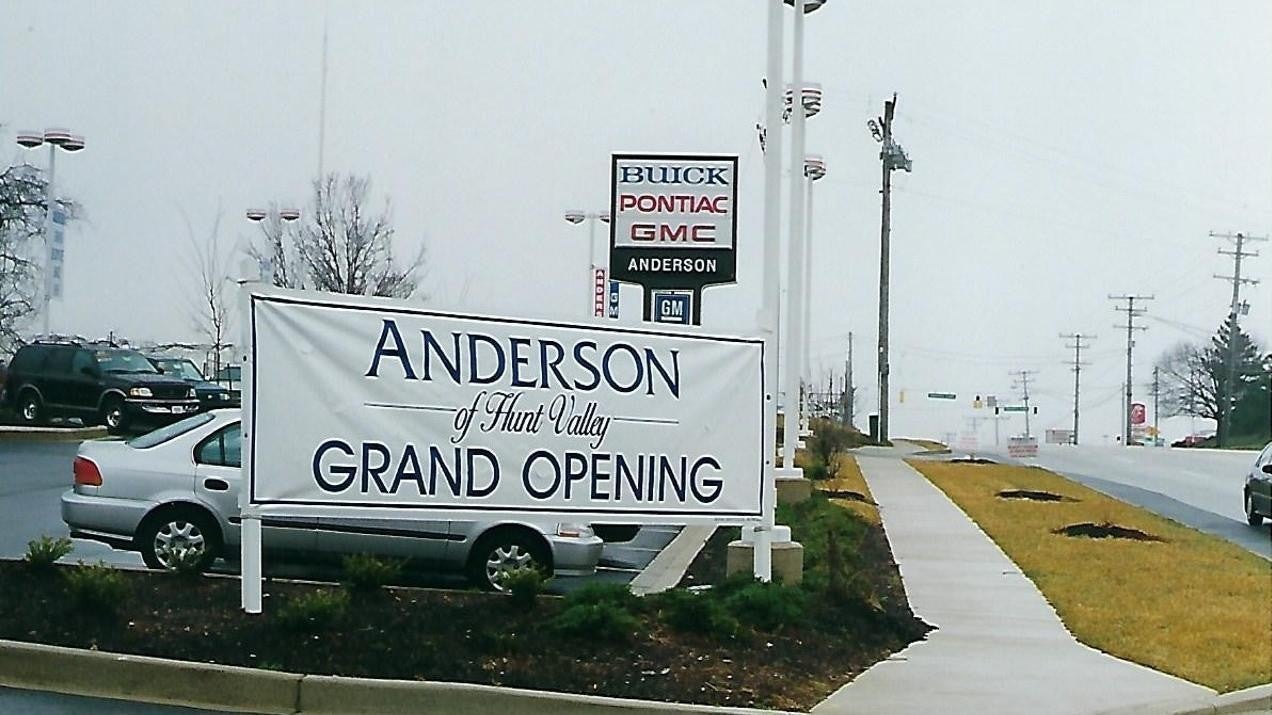 BUICK
PONTIAC
GMC
ANDERSON
GM
ANDERSON
of Hunt Valley
GRAND OPENING